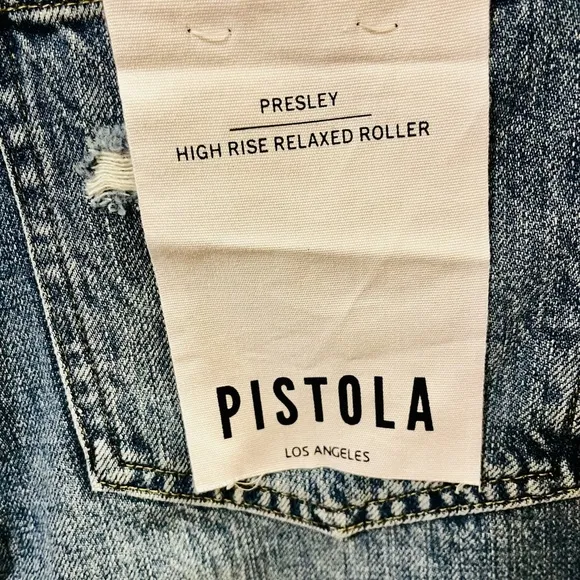 PRESLEY
HIGH RISE RELAXED ROLLER
PISTOLA
LOS ANGELES